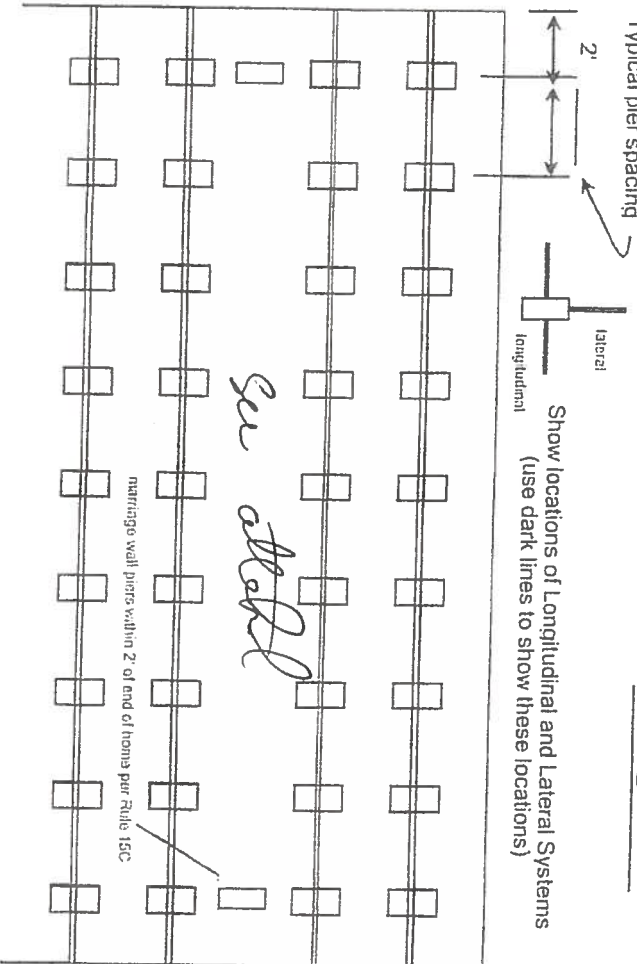 Typical pier spacing
2'
lateral
longitudinal
Show locations of Longitudinal and Lateral Systems
(use dark lines to show these locations)
See
marriage wall piers within 2' of end of home per Rule 15C